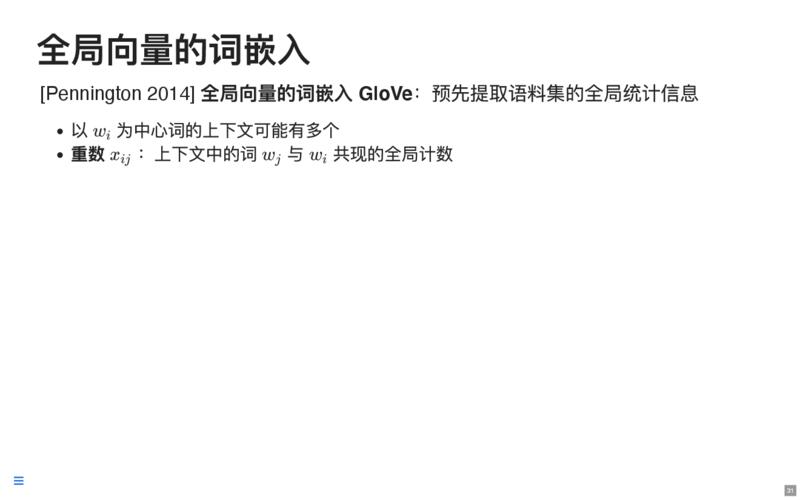 全局向量的词嵌入
[Pennington 2014] 全局向量的词嵌入 GloVe：预先提取语料集的全局统计信息
• 以 w_i 为中心词的上下文可能有多个
• 重数 x_{ij}：上下文中的词 w_j 与 w_i 共现的全局计数
31